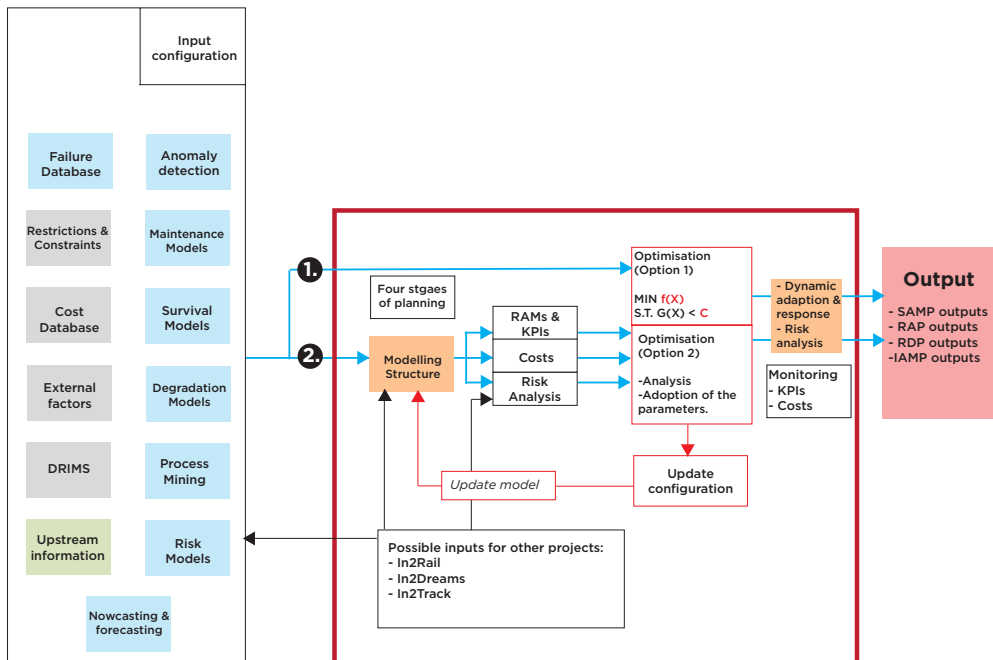 Input
configuration
Failure
Database
Anomaly
detection
Restrictions &
Constraints
Maintenance
Models
Cost
Database
Survival
Models
External
factors
Degradation
Models
DRIMS
Process
Mining
Upstream
information
Risk
Models
Nowcasting &
forecasting
1.
2.
Four stgaes
of planning
Modelling
Structure
RAMs &
KPIs
Costs
Risk
Analysis
Optimisation
(Option 1)
MIN f(X)
S.T. G(X) < C
Optimisation
(Option 2)
-Analysis
-Adoption of the
parameters.
- Dynamic
adaption &
response
- Risk
analysis
Monitoring
- KPIs
- Costs
Update model
Update
configuration
Possible inputs for other projects:
- In2Rail
- In2Dreams
- In2Track
Output
- SAMP outputs
- RAP outputs
- RDP outputs
-IAMP outputs